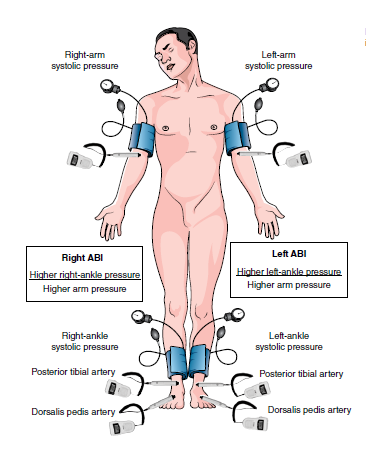 Right-arm
systolic pressure
Left-arm
systolic pressure
Right ABI
Higher right-ankle pressure
Higher arm pressure
Left ABI
Higher left-ankle pressure
Higher arm pressure
Right-ankle
systolic pressure
Left-ankle
systolic pressure
Posterior tibial artery
Posterior tibial artery
Dorsalis pedis artery
Dorsalis pedis artery